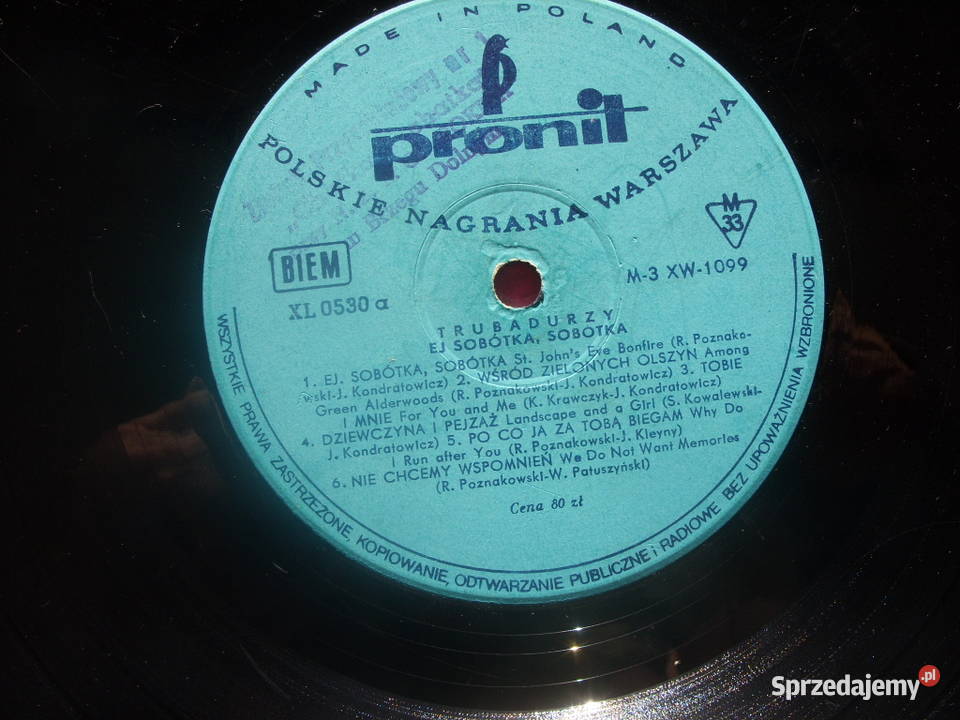 MADE IN POLAND
pronit
POLSKIE NAGRANIA WARSZAWA
M
33
BIEM
XL 0530 a
M-3 XW-1099
TRUBADURZY
EJ SOBÓTKA, SOBÓTKA
1. EJ. SOBÓTKA, SOBÓTKA St. John's Eve Bonfire (R. Poznako-
wski-J. Kondratowicz) 2. WŚRÓD ZIELONYCH OLSZYN Among
Green Alderwoods (R. Poznakowski-J. Kondratowicz) 3. TOBIE
I MNIE For You and Me (K. Krawczyk-J. Kondratowicz)
4. DZIEWCZYNA I PEJZAŻ Landscape and a Girl (S. Kowalewski-
J. Kondratowicz) 5. PO CO JA ZA TOBĄ BIEGAM Why Do
I Run after You (R. Poznakowski-J. Kleyny)
6. NIE CHCEMY WSPOMNIEŃ We Do Not Want Memories
(R. Poznakowski-W. Patuszyński)
Cena 80 zł
WSZYSTKIE PRAWA ZASTRZEŻONE, KOPIOWANIE, ODTWARZANIE PUBLICZNE i RADIOWE BEZ UPOWAŻNIENIA WZBRONIONE
nr 1
Brzegu Dolnym
Sprzedajemy.pl